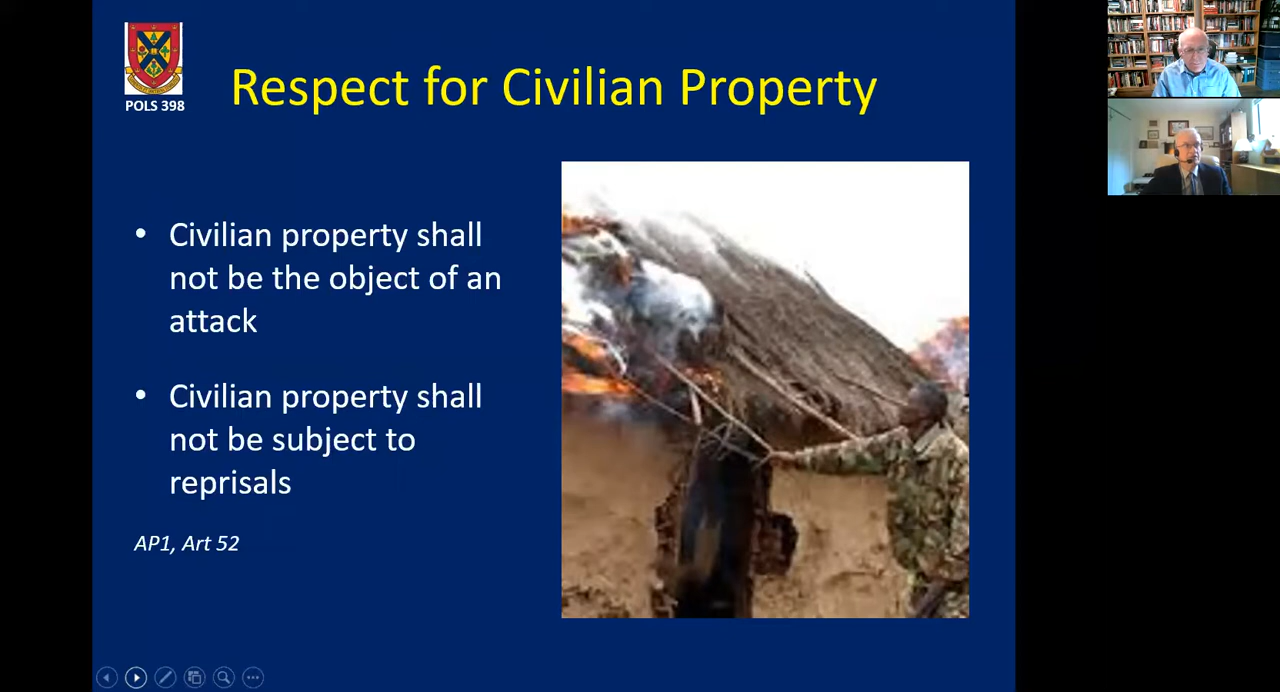 POLS 398
Respect for Civilian Property
• Civilian property shall
not be the object of an
attack
• Civilian property shall
not be subject to
reprisals
AP1, Art 52